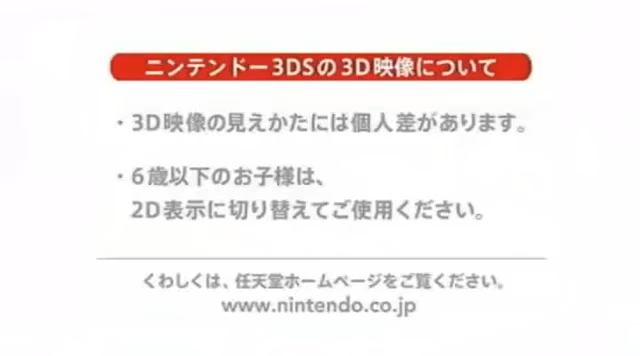 ニンテンドー3DSの3D映像について
・3D映像の見えかたには個人差があります。
・6歳以下のお子様は、
2D表示に切り替えてご使用ください。
くわしくは、任天堂ホームページをご覧ください。
www.nintendo.co.jp